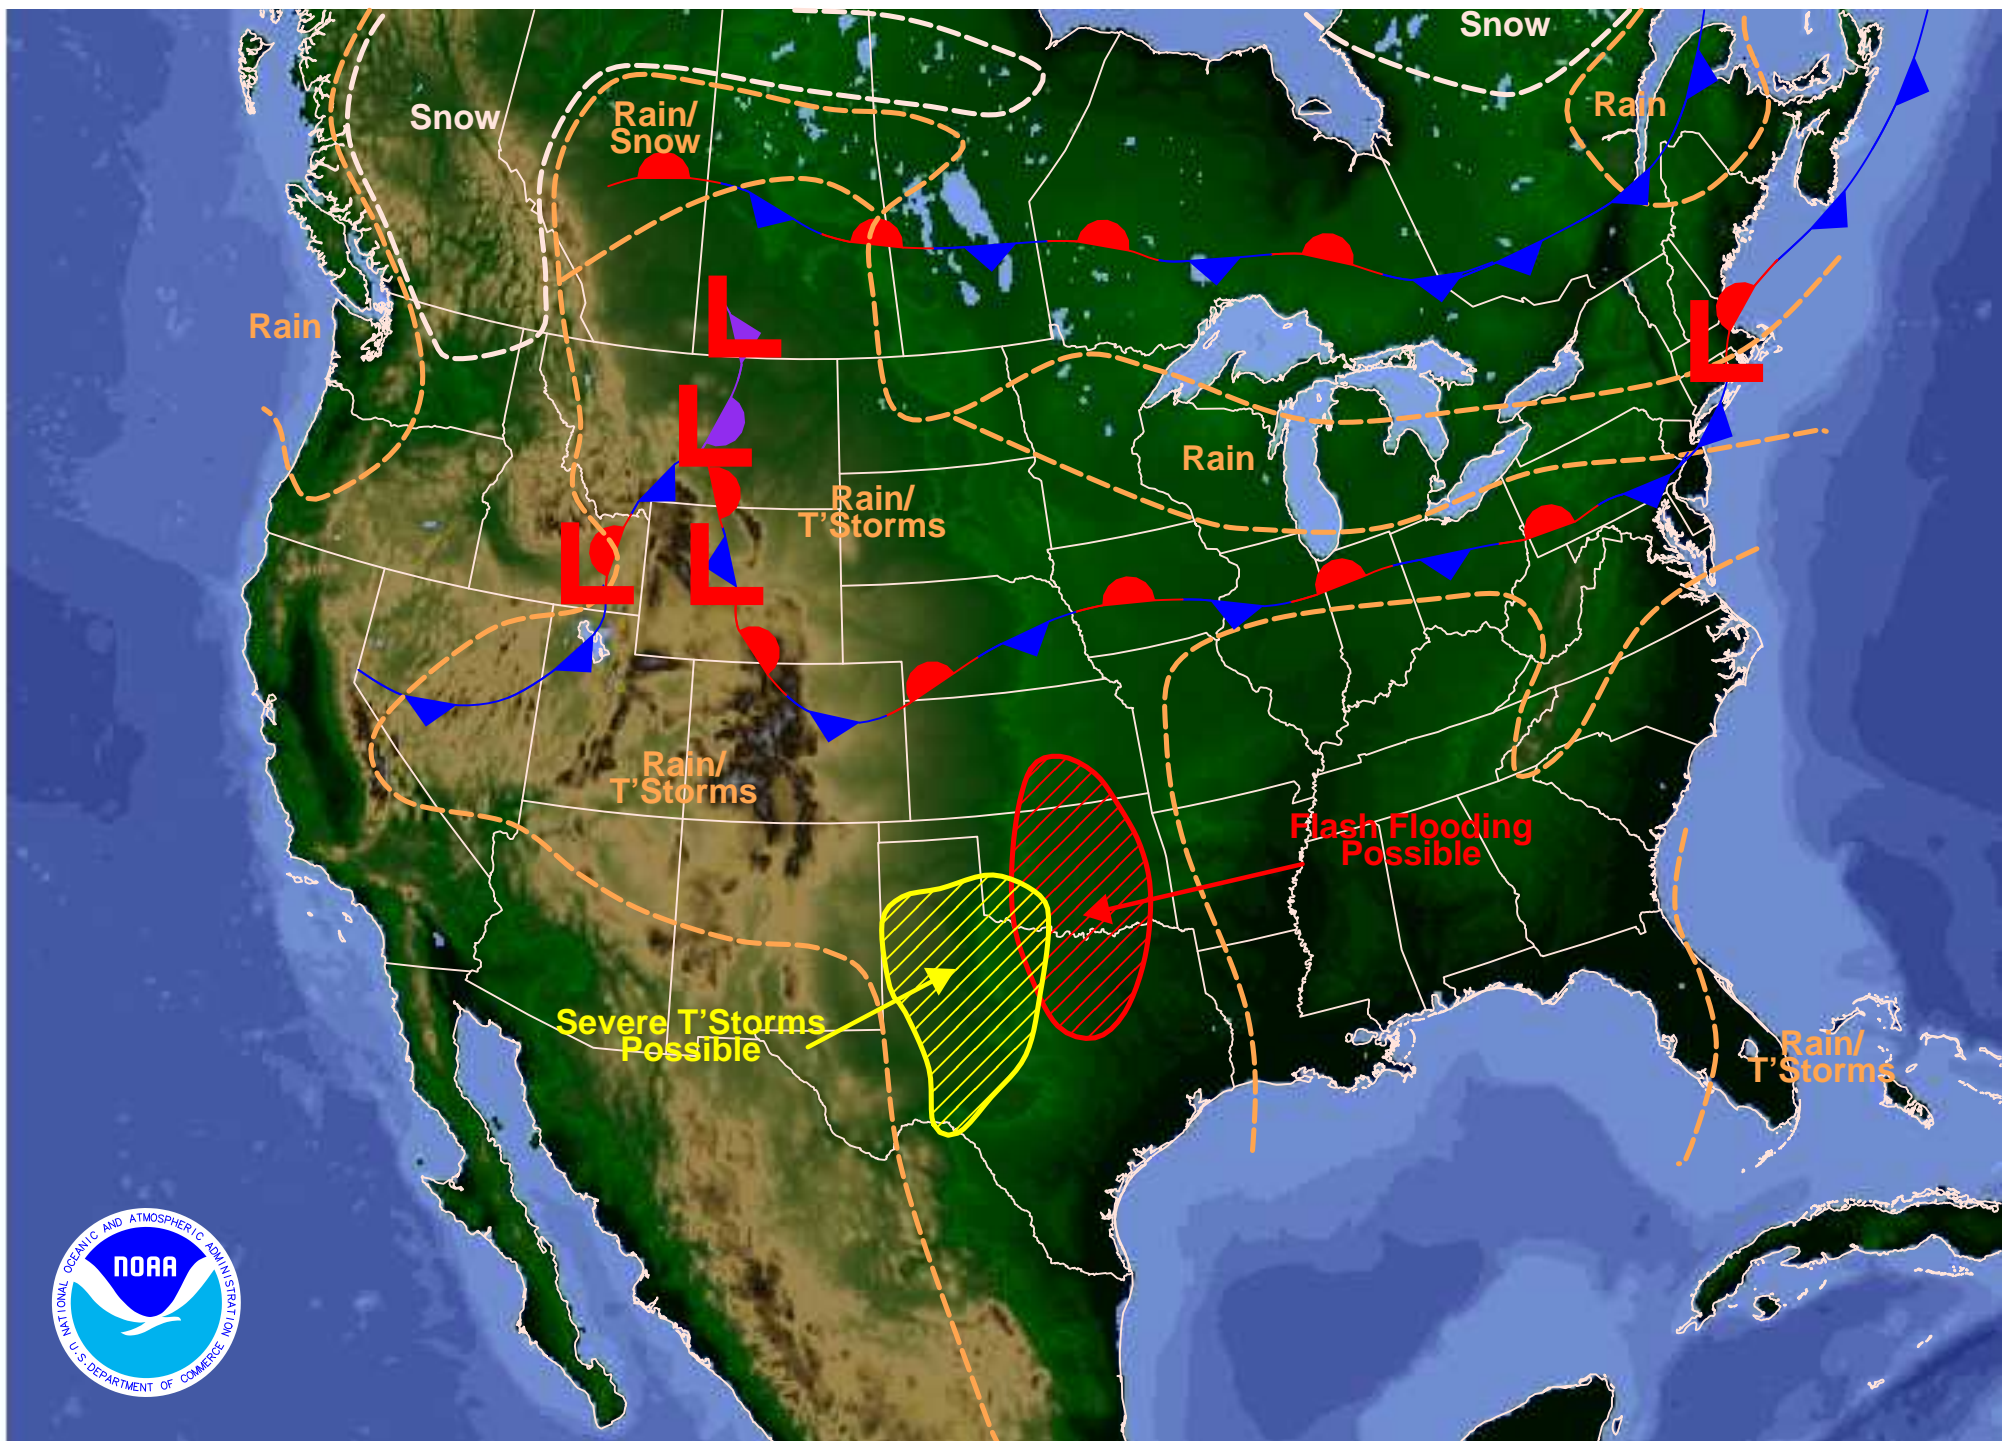 Snow
Snow
Rain/
Snow
Rain
Rain
L
L
L
Rain
Rain/
T'Storms
L
L
Rain/
T'Storms
Flash Flooding
Possible
Severe T'Storms
Possible
Rain/
T'Storms
NATIONAL OCEANIC AND ATMOSPHERIC ADMINISTRATION
NOAA
U.S. DEPARTMENT OF COMMERCE